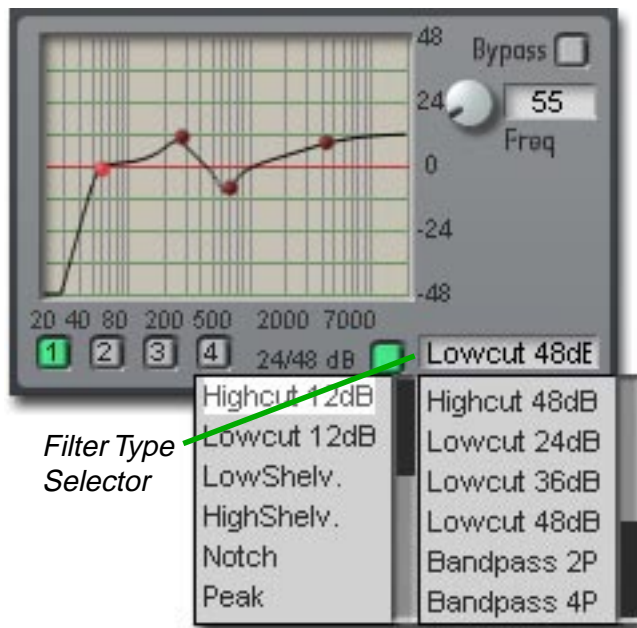 48
Bypass
24
55
Freq
0
-24
-48
20 40 80 200 500 2000 7000
1 2 3 4 24/48 dB Lowcut 48dE
Highcut 12dB
Lowcut 12dB
LowShelv.
HighShelv.
Notch
Peak
Highcut 48dB
Lowcut 24dB
Lowcut 36dB
Lowcut 48dB
Bandpass 2P
Bandpass 4P
Filter Type
Selector